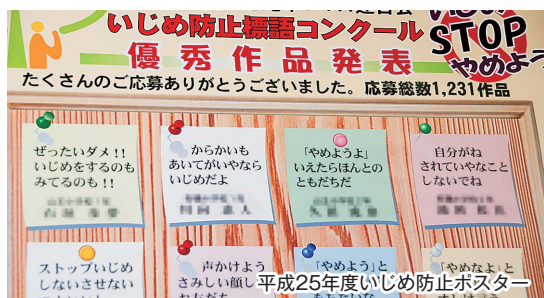 いじめ防止標語コンクール
STOP
やめよう
優秀作品発表
たくさんのご応募ありがとうございました。応募総数1,231作品
ぜったいダメ!!
いじめをするのも
みてるのも!!
からかいも
あいてがいやなら
いじめだよ
「やめようよ」
いえたらほんとの
ともだちだ
自分がね
されていやなこと
しないでね
ストップいじめ
しないさせない
声かけよう
さみしい顔し
「やめよう」と
「やめなよ」
平成25年度いじめ防止ポスター